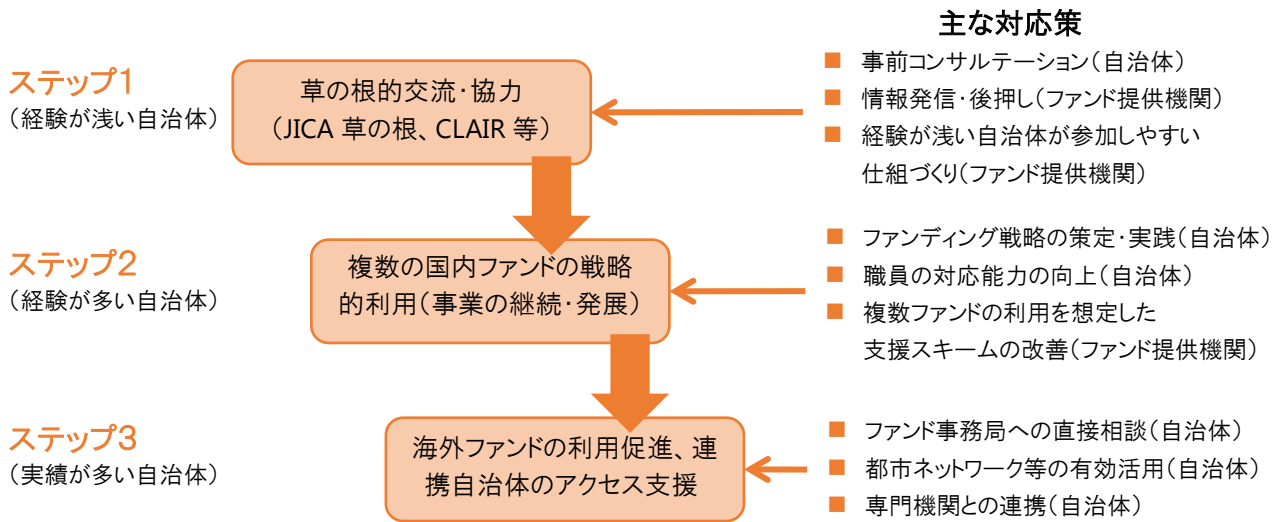 主な対応策
ステップ1
(経験が浅い自治体)
草の根的交流・協力
(JICA 草の根、CLAIR 等)
■ 事前コンサルテーション(自治体)
■ 情報発信・後押し(ファンド提供機関)
■ 経験が浅い自治体が参加しやすい
仕組づくり(ファンド提供機関)
ステップ2
(経験が多い自治体)
複数の国内ファンドの戦略
的利用(事業の継続・発展)
■ ファンディング戦略の策定・実践(自治体)
■ 職員の対応能力の向上(自治体)
■ 複数ファンドの利用を想定した
支援スキームの改善(ファンド提供機関)
ステップ3
(実績が多い自治体)
海外ファンドの利用促進、連
携自治体のアクセス支援
■ ファンド事務局への直接相談(自治体)
■ 都市ネットワーク等の有効活用(自治体)
■ 専門機関との連携(自治体)